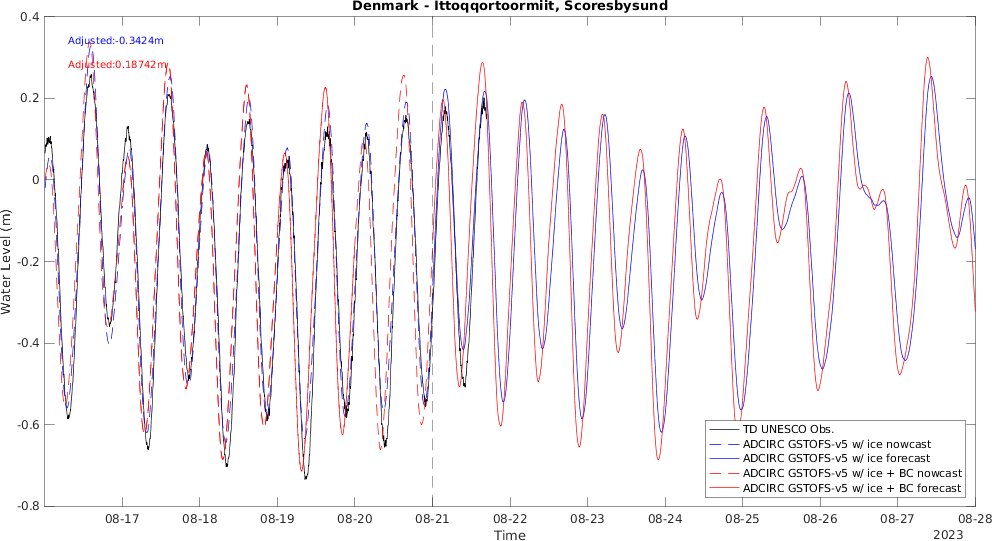 Denmark - Ittoqqortoormiit, Scoresbysund
0.4
Adjusted:-0.3424m
Adjusted:0.18742m
0.2
0
-0.2
-0.4
-0.6
-0.8
Water Level (m)
TD UNESCO Obs.
ADCIRC GSTOFS-v5 w/ ice nowcast
ADCIRC GSTOFS-v5 w/ ice forecast
ADCIRC GSTOFS-v5 w/ ice + BC nowcast
ADCIRC GSTOFS-v5 w/ ice + BC forecast
08-17 08-18 08-19 08-20 08-21 08-22 08-23 08-24 08-25 08-26 08-27 08-28
Time
2023